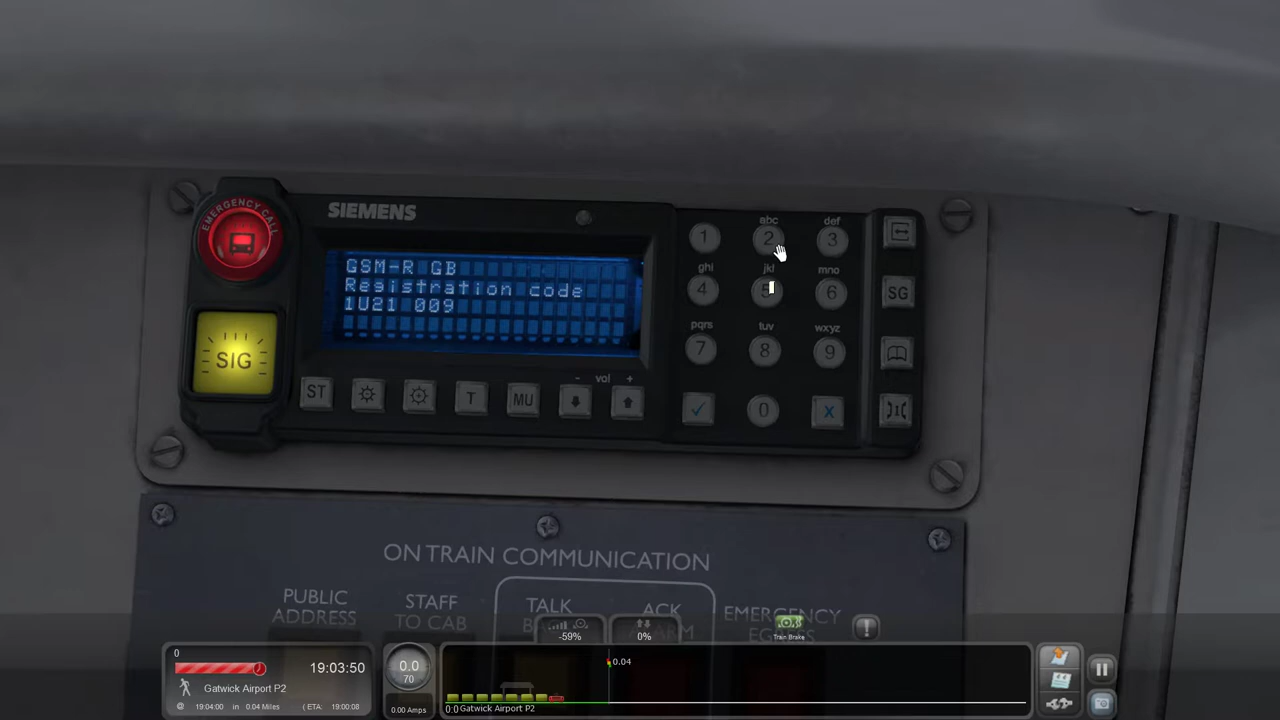 EMERGENCY CALL
SIEMENS
GSM-R GB
Registration code
1U21 009
SIG
ST
T
MU
- vol +
1
abc
2
def
3
ghi
4
jkl
5
mno
6
pqrs
7
tuv
8
wxyz
9
✓
0
X
SG
ON TRAIN COMMUNICATION
PUBLIC
ADDRESS
STAFF
TO CAB
TALK
ACK
EMERGENCY
-59%
0%
Train Brake
!
0
19:03:50
Gatwick Airport P2
@ 19:04:00 in 0.04 Miles ( ETA: 19:00:08
0.0
70
0.00 Amps
0.04
0:0 Gatwick Airport P2